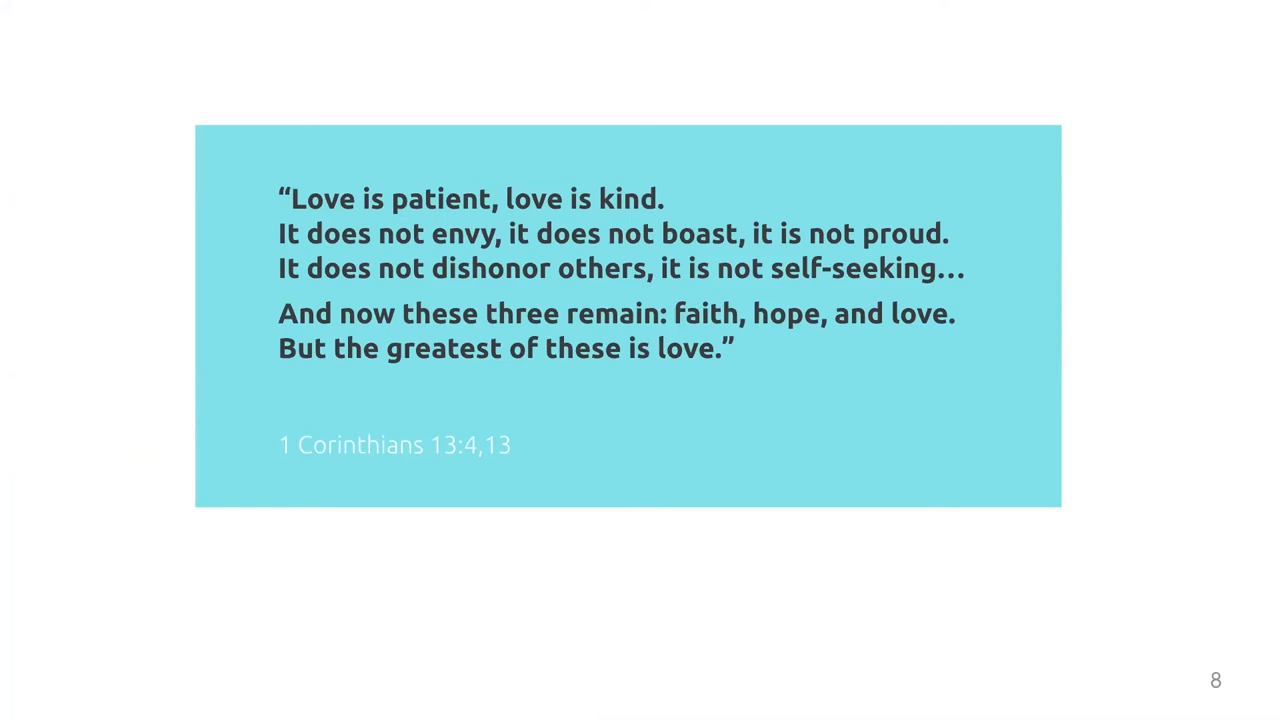 “Love is patient, love is kind.
It does not envy, it does not boast, it is not proud.
It does not dishonor others, it is not self-seeking…
And now these three remain: faith, hope, and love.
But the greatest of these is love.”
1 Corinthians 13:4,13
8